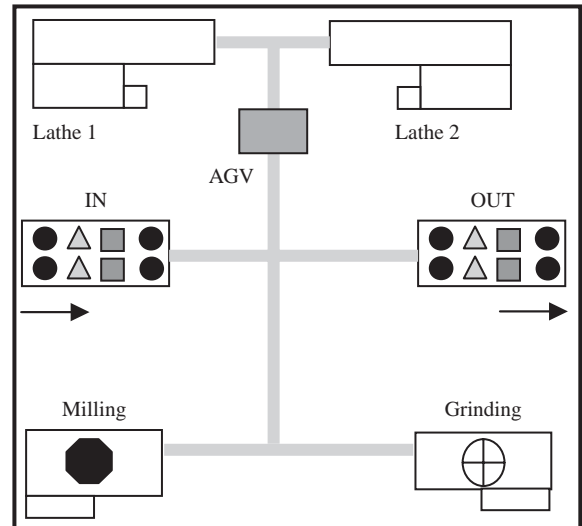 Lathe 1
Lathe 2
AGV
IN
OUT
Milling
Grinding